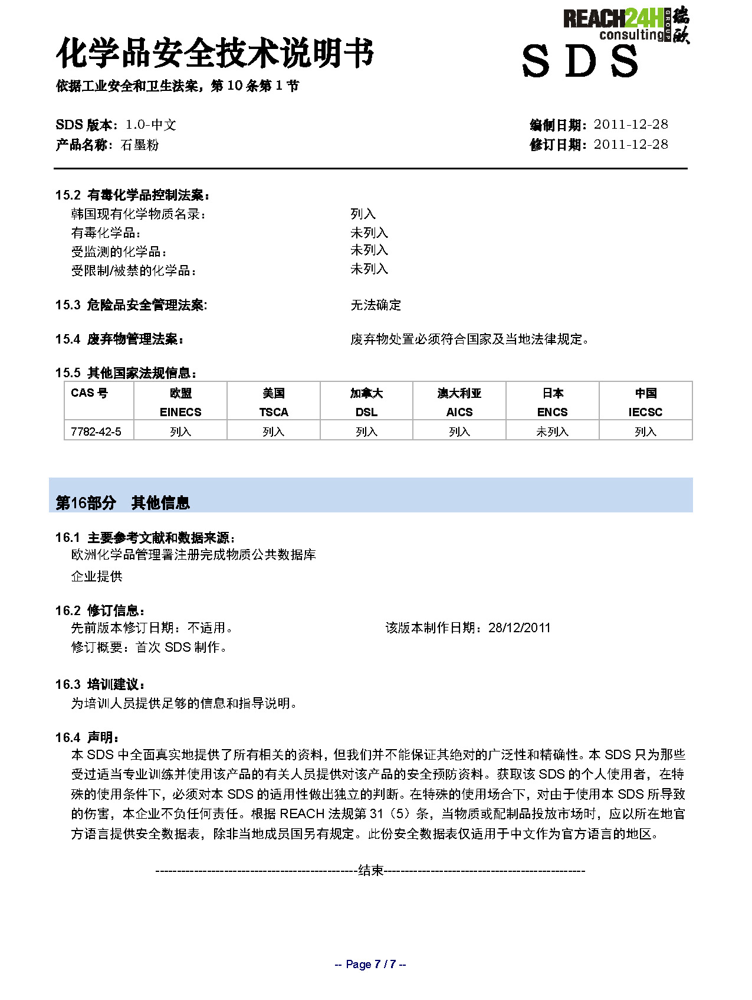 REACH24H
consulting
GROUP
瑞欧
化学品安全技术说明书
S D S
依据工业安全和卫生法案，第 10 条第 1 节
SDS 版本：1.0-中文
编制日期：2011-12-28
产品名称：石墨粉
修订日期：2011-12-28
15.2 有毒化学品控制法案：
韩国现有化学物质名录： 列入
有毒化学品： 未列入
受监测的化学品： 未列入
受限制/被禁的化学品： 未列入
15.3 危险品安全管理法案: 无法确定
15.4 废弃物管理法案： 废弃物处置必须符合国家及当地法律规定。
15.5 其他国家法规信息：
CAS 号 欧盟 美国 加拿大 澳大利亚 日本 中国
EINECS TSCA DSL AICS ENCS IECSC
7782-42-5 列入 列入 列入 列入 未列入 列入
第16部分 其他信息
16.1 主要参考文献和数据来源：
欧洲化学品管理署注册完成物质公共数据库
企业提供
16.2 修订信息：
先前版本修订日期：不适用。 该版本制作日期：28/12/2011
修订概要：首次 SDS 制作。
16.3 培训建议：
为培训人员提供足够的信息和指导说明。
16.4 声明：
本 SDS 中全面真实地提供了所有相关的资料，但我们并不能保证其绝对的广泛性和精确性。本 SDS 只为那些
受过适当专业训练并使用该产品的有关人员提供对该产品的安全预防资料。获取该 SDS 的个人使用者，在特
殊的使用条件下，必须对本 SDS 的适用性做出独立的判断。在特殊的使用场合下，对由于使用本 SDS 所导致
的伤害，本企业不负任何责任。根据 REACH 法规第 31（5）条，当物质或配制品投放市场时，应以所在地官
方语言提供安全数据表，除非当地成员国另有规定。此份安全数据表仅适用于中文作为官方语言的地区。
-----------------------------------------------结束-----------------------------------------------
-- Page 7 / 7 --